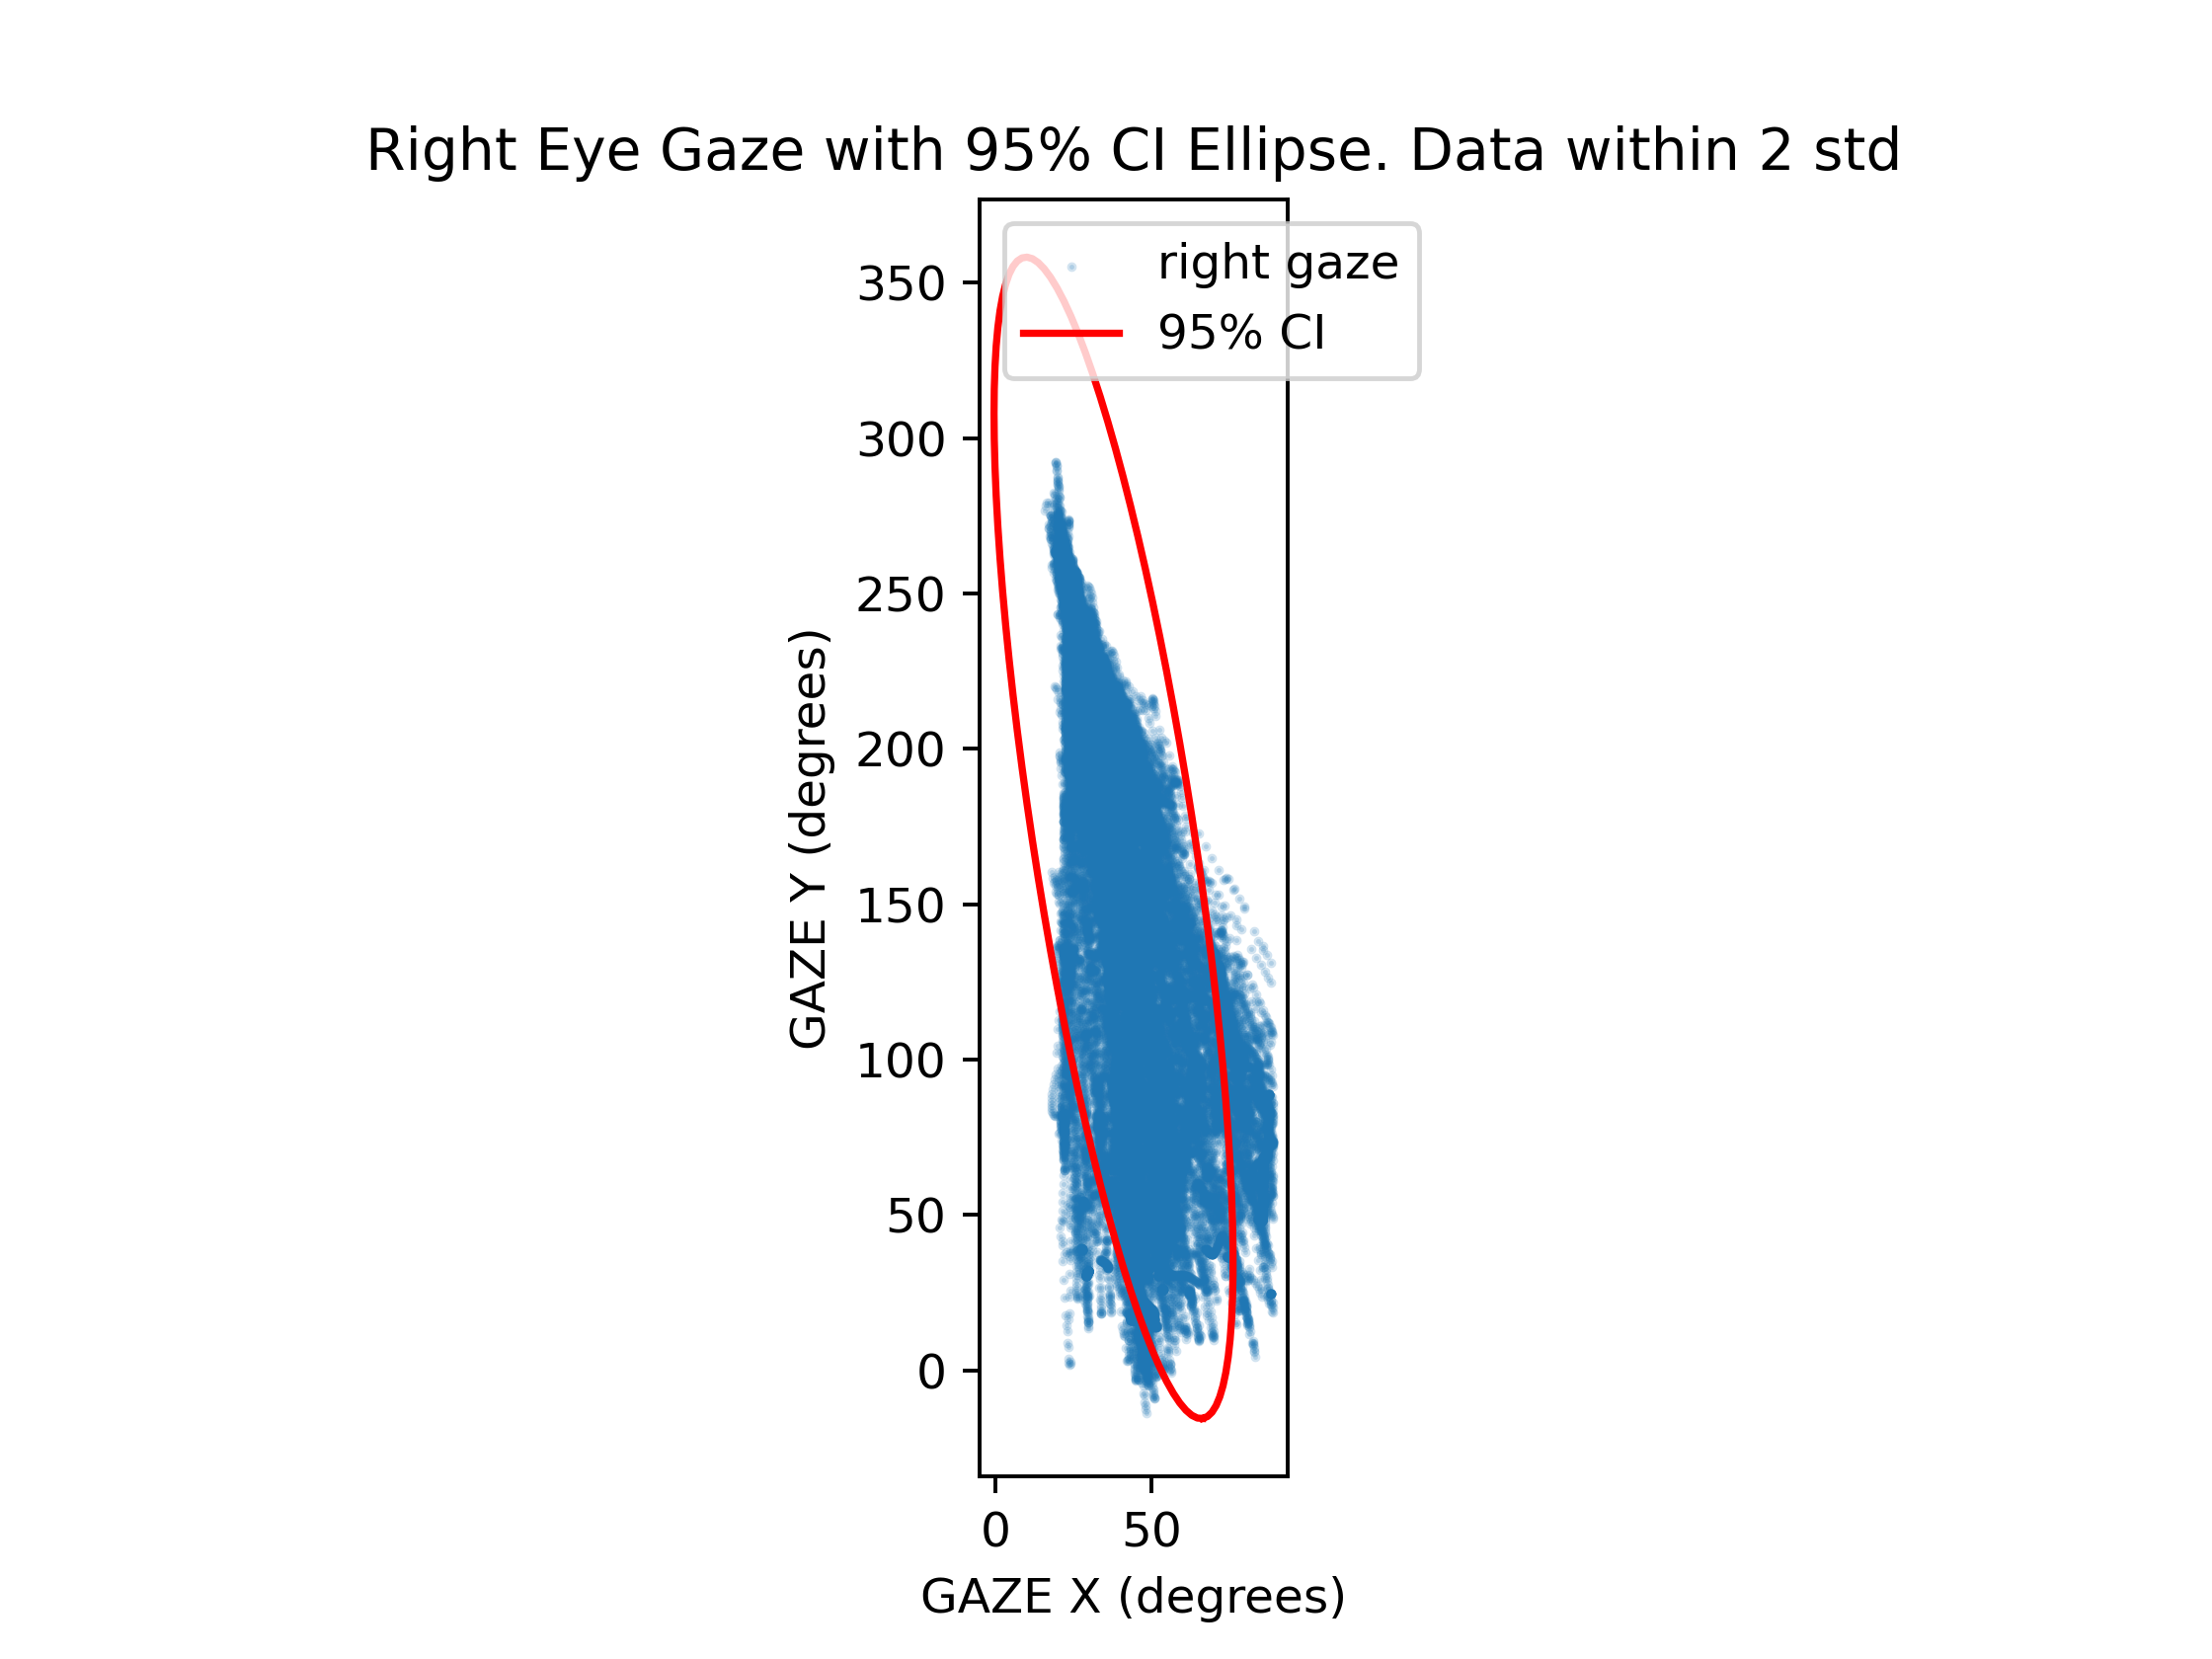 Right Eye Gaze with 95% CI Ellipse. Data within 2 std
right gaze
95% CI
350
300
250
200
150
100
50
0
GAZE Y (degrees)
0 50
GAZE X (degrees)